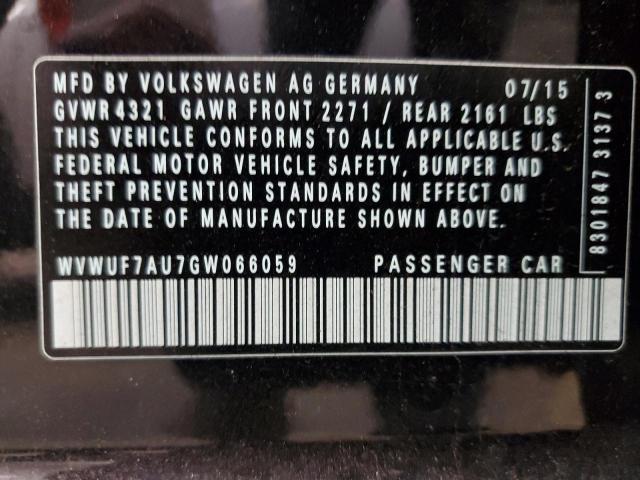 MFD BY VOLKSWAGEN AG GERMANY 07/15
GVWR 4321 GAWR FRONT 2271 / REAR 2161 LBS
THIS VEHICLE CONFORMS TO ALL APPLICABLE U.S.
FEDERAL MOTOR VEHICLE SAFETY, BUMPER AND
THEFT PREVENTION STANDARDS IN EFFECT ON
THE DATE OF MANUFACTURE SHOWN ABOVE.
WVWUF7AU7GW066059 PASSENGER CAR
8301847 3137 3